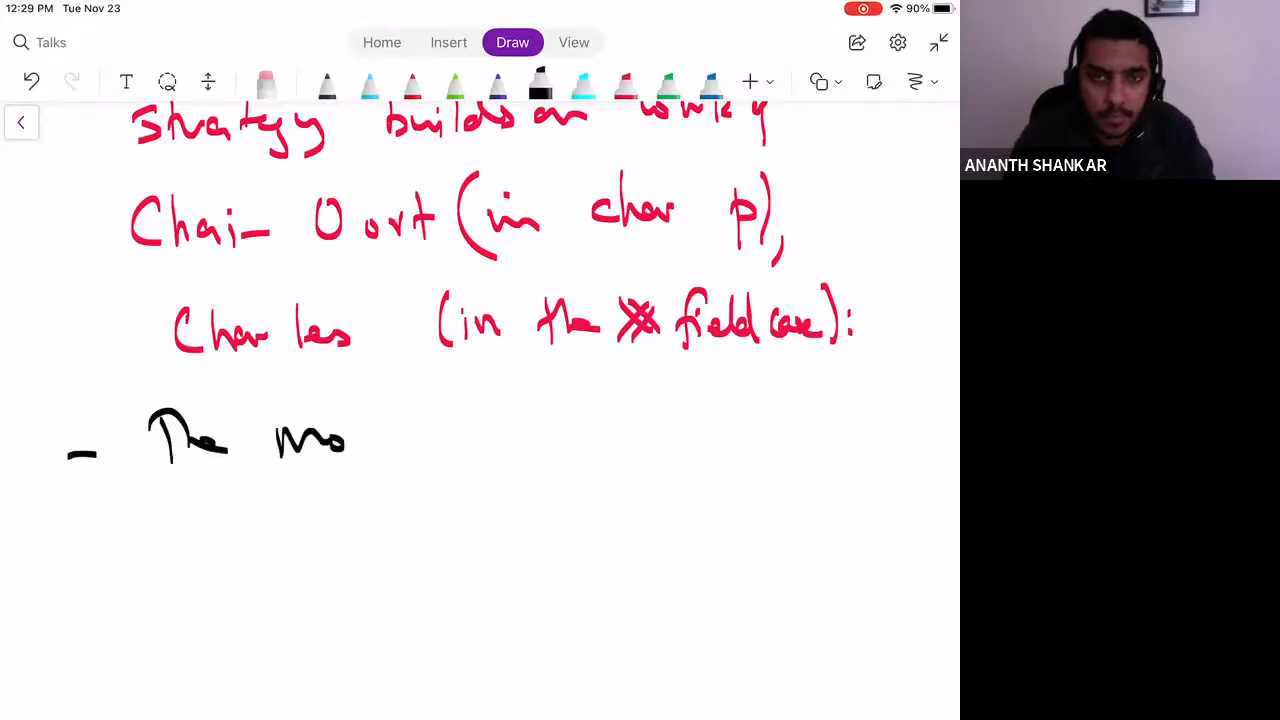 12:29 PM Tue Nov 23
90%
Talks
Home Insert Draw View
ANANTH SHANKAR
Strategy builds on work of
Chai-Oort (in char p),
Charles (in the field case):
- The mo